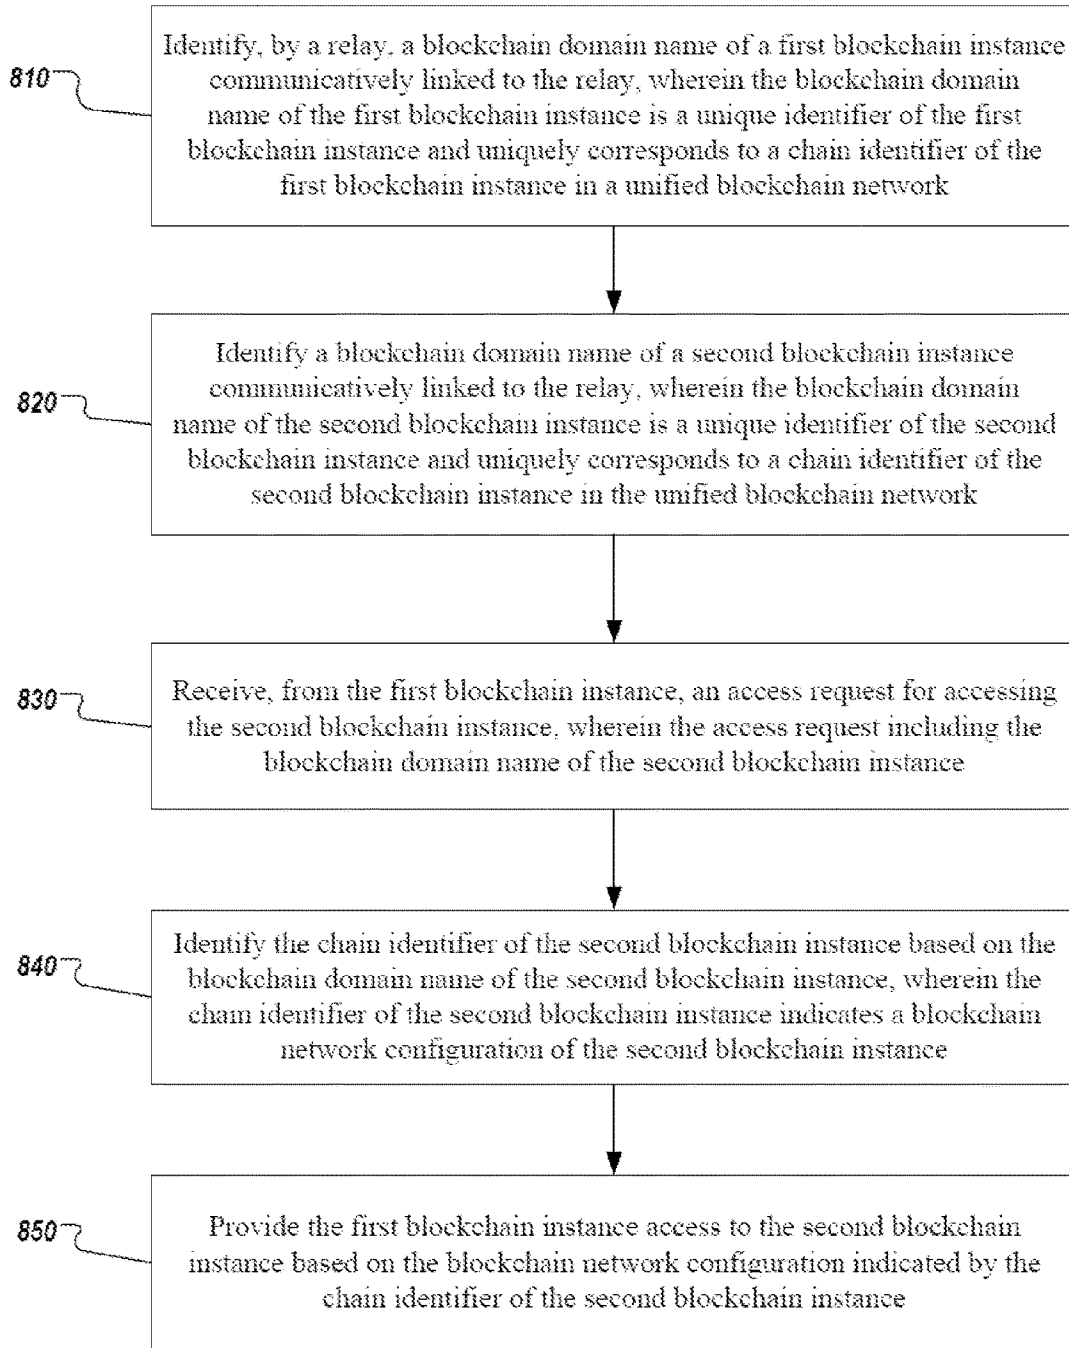 810
Identify, by a relay, a blockchain domain name of a first blockchain instance
communicatively linked to the relay, wherein the blockchain domain
name of the first blockchain instance is a unique identifier of the first
blockchain instance and uniquely corresponds to a chain identifier of the
first blockchain instance in a unified blockchain network
820
Identify a blockchain domain name of a second blockchain instance
communicatively linked to the relay, wherein the blockchain domain
name of the second blockchain instance is a unique identifier of the second
blockchain instance and uniquely corresponds to a chain identifier of the
second blockchain instance in the unified blockchain network
830
Receive, from the first blockchain instance, an access request for accessing
the second blockchain instance, wherein the access request including the
blockchain domain name of the second blockchain instance
840
Identify the chain identifier of the second blockchain instance based on the
blockchain domain name of the second blockchain instance, wherein the
chain identifier of the second blockchain instance indicates a blockchain
network configuration of the second blockchain instance
850
Provide the first blockchain instance access to the second blockchain
instance based on the blockchain network configuration indicated by the
chain identifier of the second blockchain instance